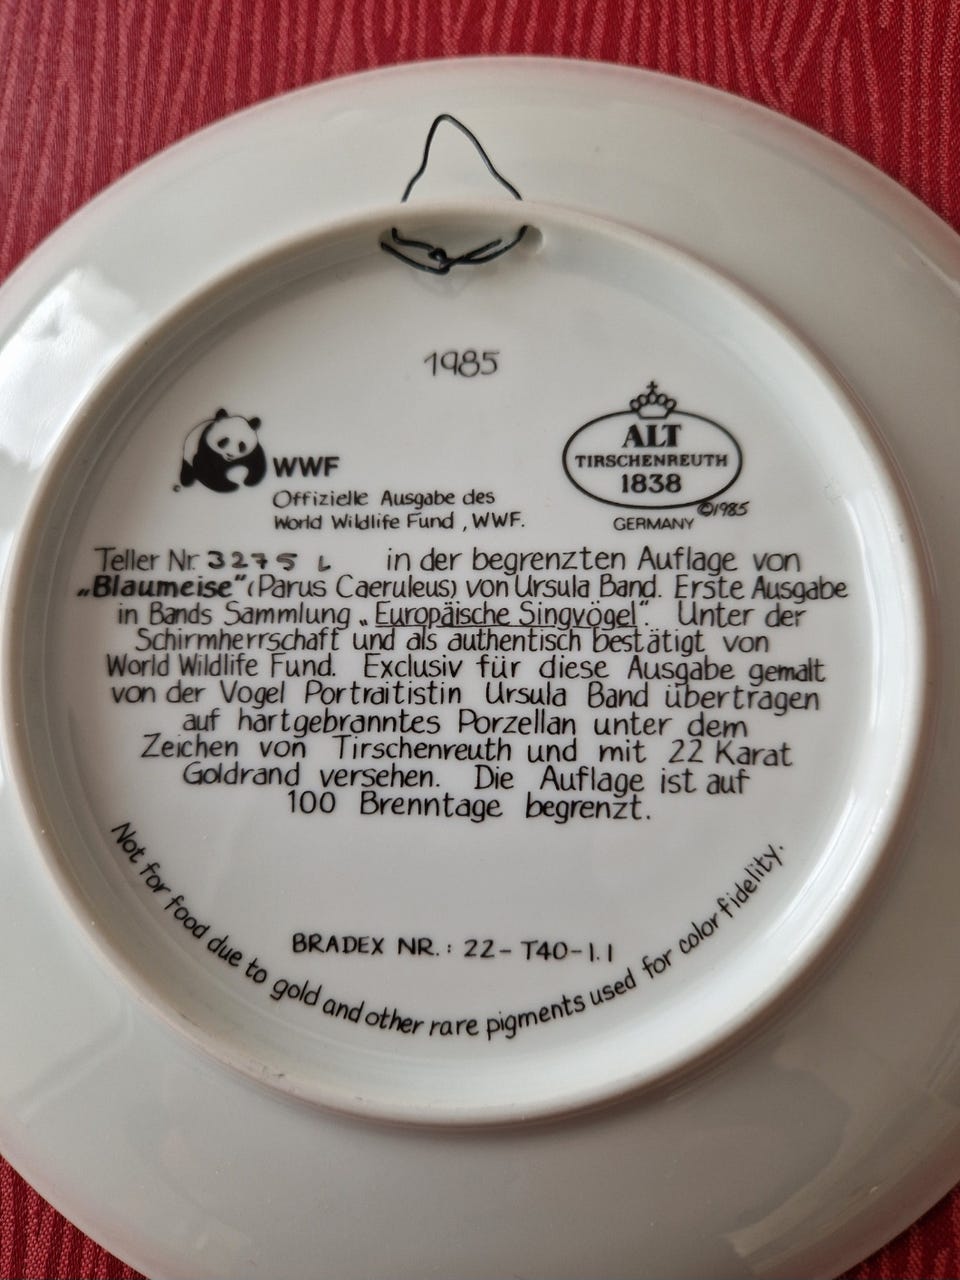 1985
WWF
Offizielle Ausgabe des
World Wildlife Fund, WWF.
ALT
TIRSCHENREUTH
1838
©1985
GERMANY
Teller Nr. 3275 L in der begrenzten Auflage von
„Blaumeise“ (Parus Caeruleus) von Ursula Band. Erste Ausgabe
in Bands Sammlung „Europäische Singvögel“. Unter der
Schirmherrschaft und als authentisch bestätigt von
World Wildlife Fund. Exclusiv für diese Ausgabe gemalt
von der Vogel Portraitistin Ursula Band übertragen
auf hartgebranntes Porzellan unter dem
Zeichen von Tirschenreuth und mit 22 Karat
Goldrand versehen. Die Auflage ist auf
100 Brenntage begrenzt.
BRADEX NR.: 22-T40-1.1
Not for food due to gold and other rare pigments used for color fidelity.